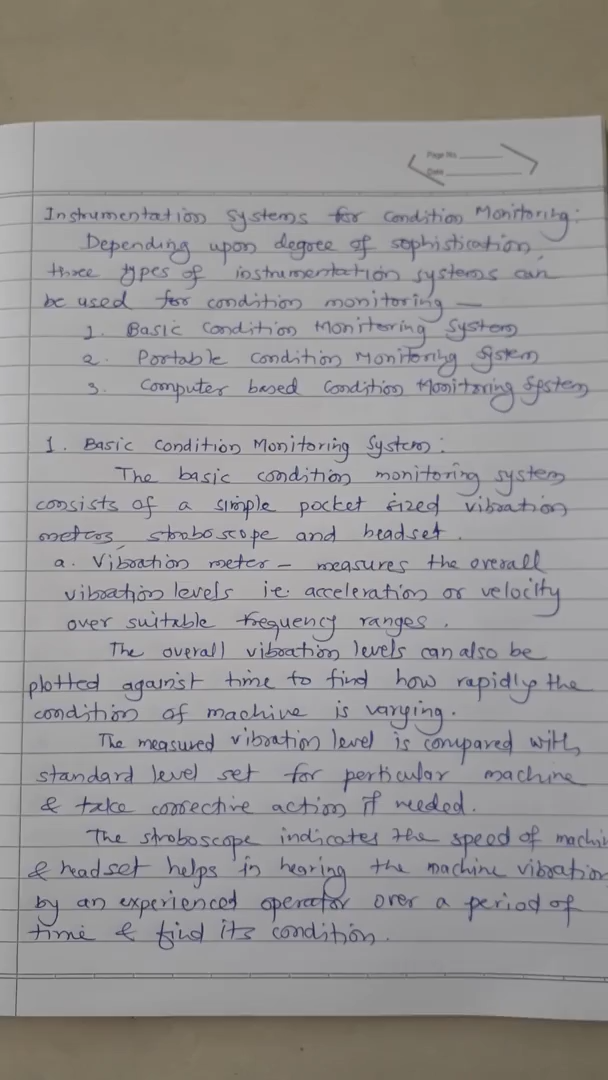 Page No.
Date
Instrumentation systems for condition Monitoring:
Depending upon degree of sophistication,
three types of instrumentation systems can
be used for condition monitoring —
1. Basic Condition Monitoring System
2. Portable condition monitoring system
3. Computer based Condition Monitoring System
1. Basic Condition Monitoring System:
The basic condition monitoring system
consists of a simple pocket sized vibration
meters, stroboscope and headset.
a. Vibration meter - measures the overall
vibration levels i.e. acceleration or velocity
over suitable frequency ranges.
The overall vibration levels can also be
plotted against time to find how rapidly the
condition of machine is varying.
The measured vibration level is compared with
standard level set for perticular machine
& take corrective action if needed.
The stroboscope indicates the speed of machin
& headset helps in hearing the machine vibration
by an experienced operator over a period of
time & find its condition.